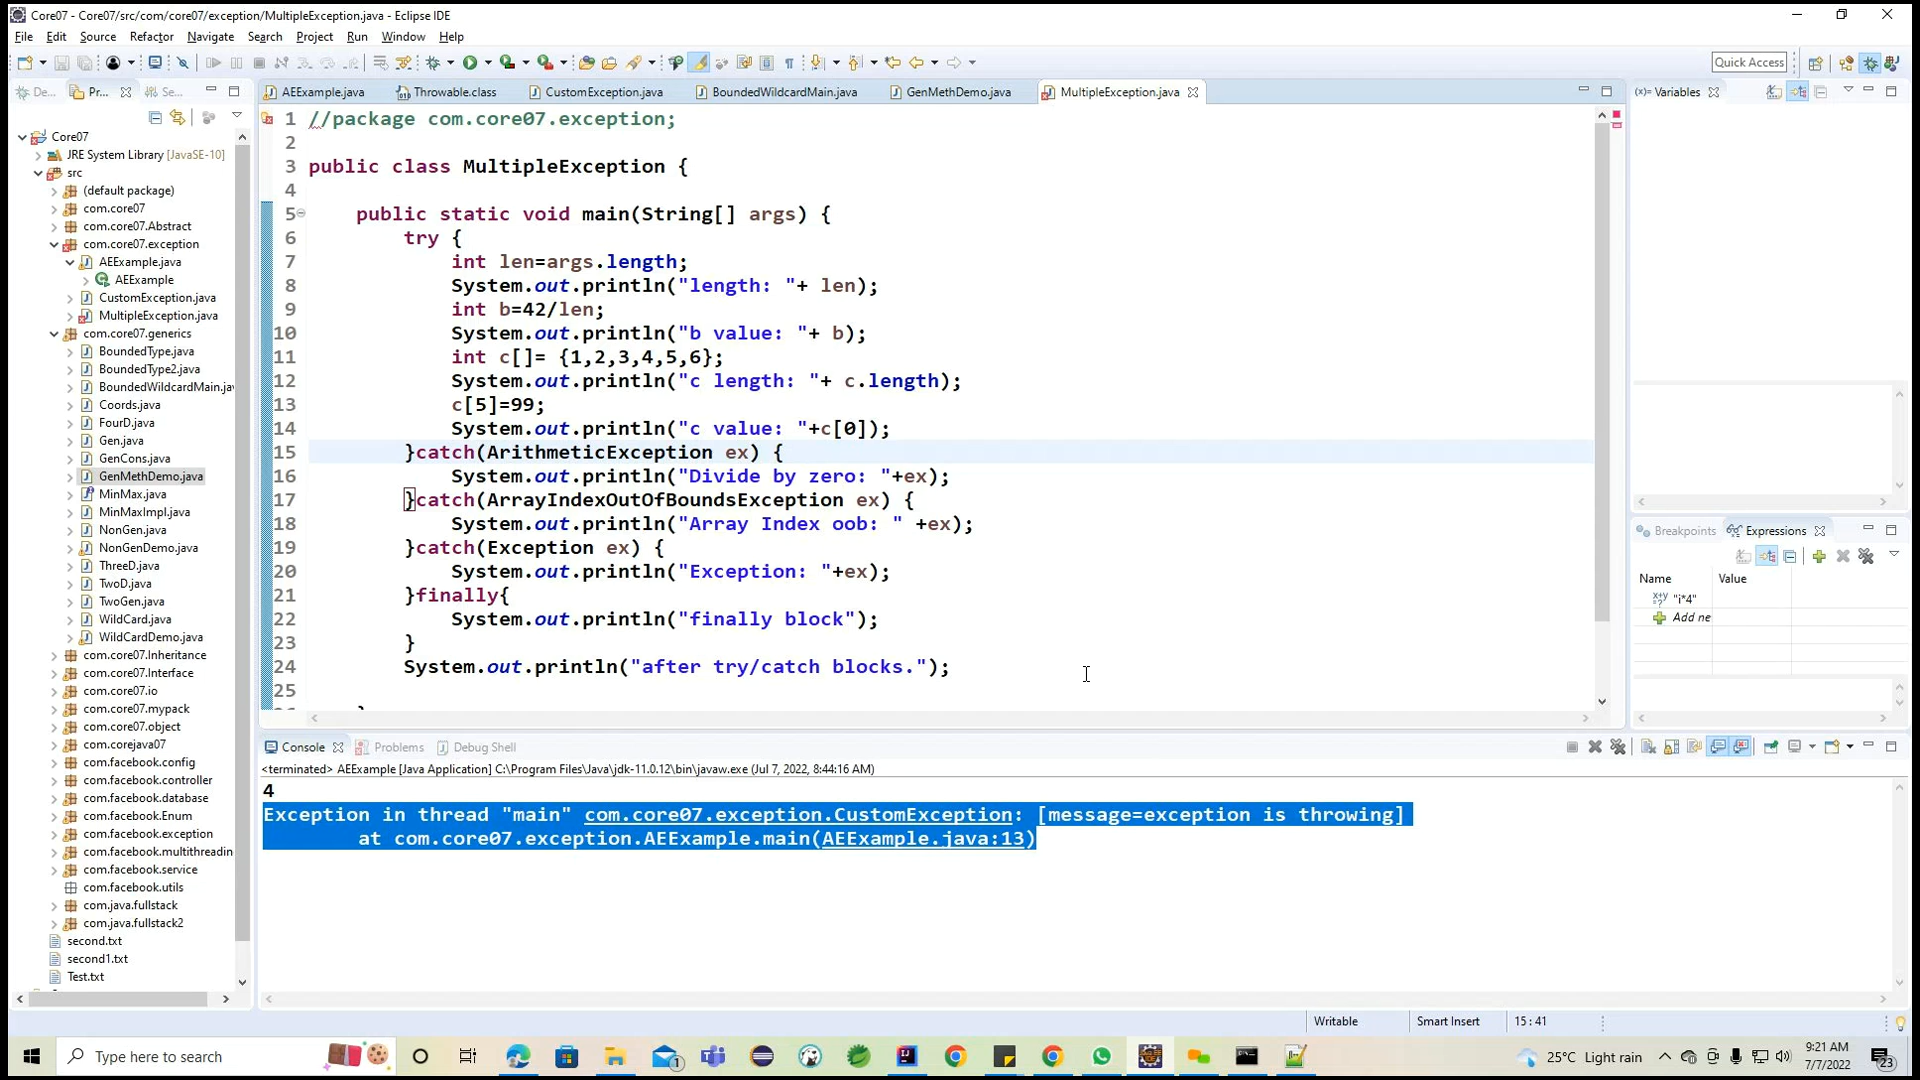 Core07 - Core07/src/com/core07/exception/MultipleException.java - Eclipse IDE
File Edit Source Refactor Navigate Search Project Run Window Help
Quick Access
De... Pr... Se...
AEExample.java Throwable.class CustomException.java BoundedWildcardMain.java GenMethDemo.java MultipleException.java
(x)= Variables
Core07
JRE System Library [JavaSE-10]
src
(default package)
com.core07
com.core07.Abstract
com.core07.exception
AEExample.java
AEExample
CustomException.java
MultipleException.java
com.core07.generics
BoundedType.java
BoundedType2.java
BoundedWildcardMain.jav
Coords.java
FourD.java
Gen.java
GenCons.java
GenMethDemo.java
MinMax.java
MinMaxImpl.java
NonGen.java
NonGenDemo.java
ThreeD.java
TwoD.java
TwoGen.java
WildCard.java
WildCardDemo.java
com.core07.Inheritance
com.core07.Interface
com.core07.io
com.core07.mypack
com.core07.object
com.corejava07
com.facebook.config
com.facebook.controller
com.facebook.database
com.facebook.Enum
com.facebook.exception
com.facebook.multithreadin
com.facebook.service
com.facebook.utils
com.java.fullstack
com.java.fullstack2
second.txt
second1.txt
Test.txt
1 //package com.core07.exception;
2
3 public class MultipleException {
4
5 public static void main(String[] args) {
6 try {
7 int len=args.length;
8 System.out.println("length: "+ len);
9 int b=42/len;
10 System.out.println("b value: "+ b);
11 int c[]= {1,2,3,4,5,6};
12 System.out.println("c length: "+ c.length);
13 c[5]=99;
14 System.out.println("c value: "+c[0]);
15 }catch(ArithmeticException ex) {
16 System.out.println("Divide by zero: "+ex);
17 }catch(ArrayIndexOutOfBoundsException ex) {
18 System.out.println("Array Index oob: " +ex);
19 }catch(Exception ex) {
20 System.out.println("Exception: "+ex);
21 }finally{
22 System.out.println("finally block");
23 }
24 System.out.println("after try/catch blocks.");
25
Breakpoints Expressions
Name Value
"i*4"
Add ne
Console Problems Debug Shell
<terminated> AEExample [Java Application] C:\Program Files\Java\jdk-11.0.12\bin\javaw.exe (Jul 7, 2022, 8:44:16 AM)
4
Exception in thread "main" com.core07.exception.CustomException: [message=exception is throwing]
at com.core07.exception.AEExample.main(AEExample.java:13)
Writable Smart Insert 15 : 41
Type here to search
1
25°C Light rain
9:21 AM
7/7/2022
23